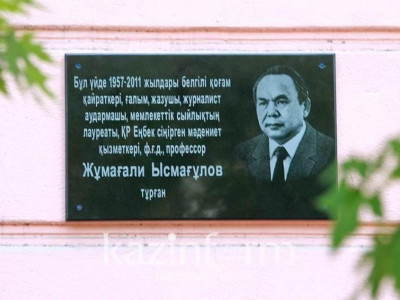 Бұл үйде 1957-2011 жылдары белгілі қоғам
қайраткері, ғалым, жазушы, журналист
аудармашы, мемлекеттік сыйлықтың
лауреаты, ҚР Еңбек сіңірген мәдениет
қызметкері, ф.ғ.д., профессор
Жұмағали Ысмағұлов
тұрған